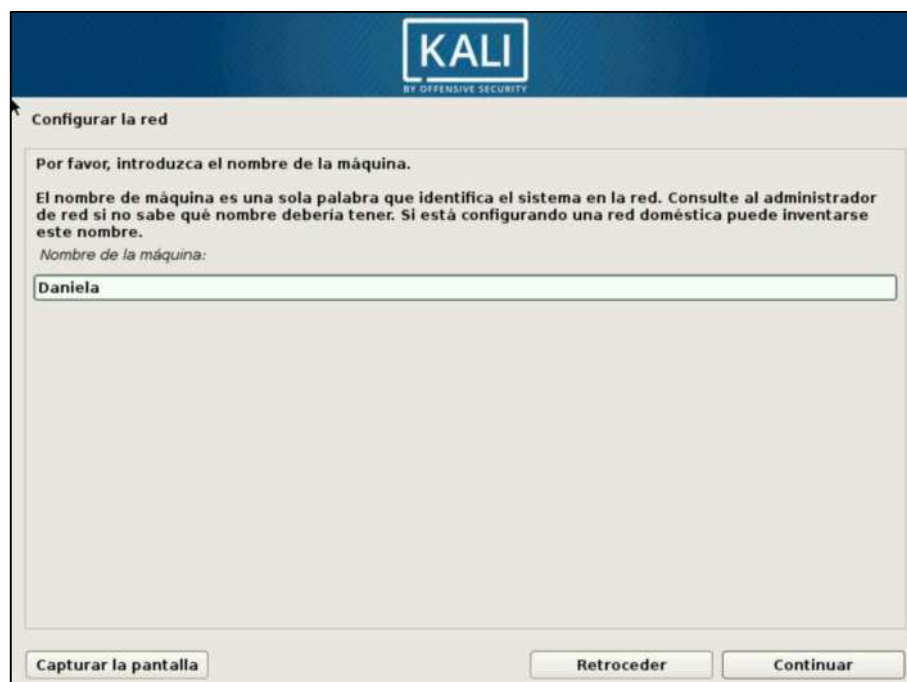 KALI
BY OFFENSIVE SECURITY
Configurar la red
Por favor, introduzca el nombre de la máquina.
El nombre de máquina es una sola palabra que identifica el sistema en la red. Consulte al administrador
de red si no sabe qué nombre debería tener. Si está configurando una red doméstica puede inventarse
este nombre.
Nombre de la máquina:
Daniela
Capturar la pantalla
Retroceder
Continuar